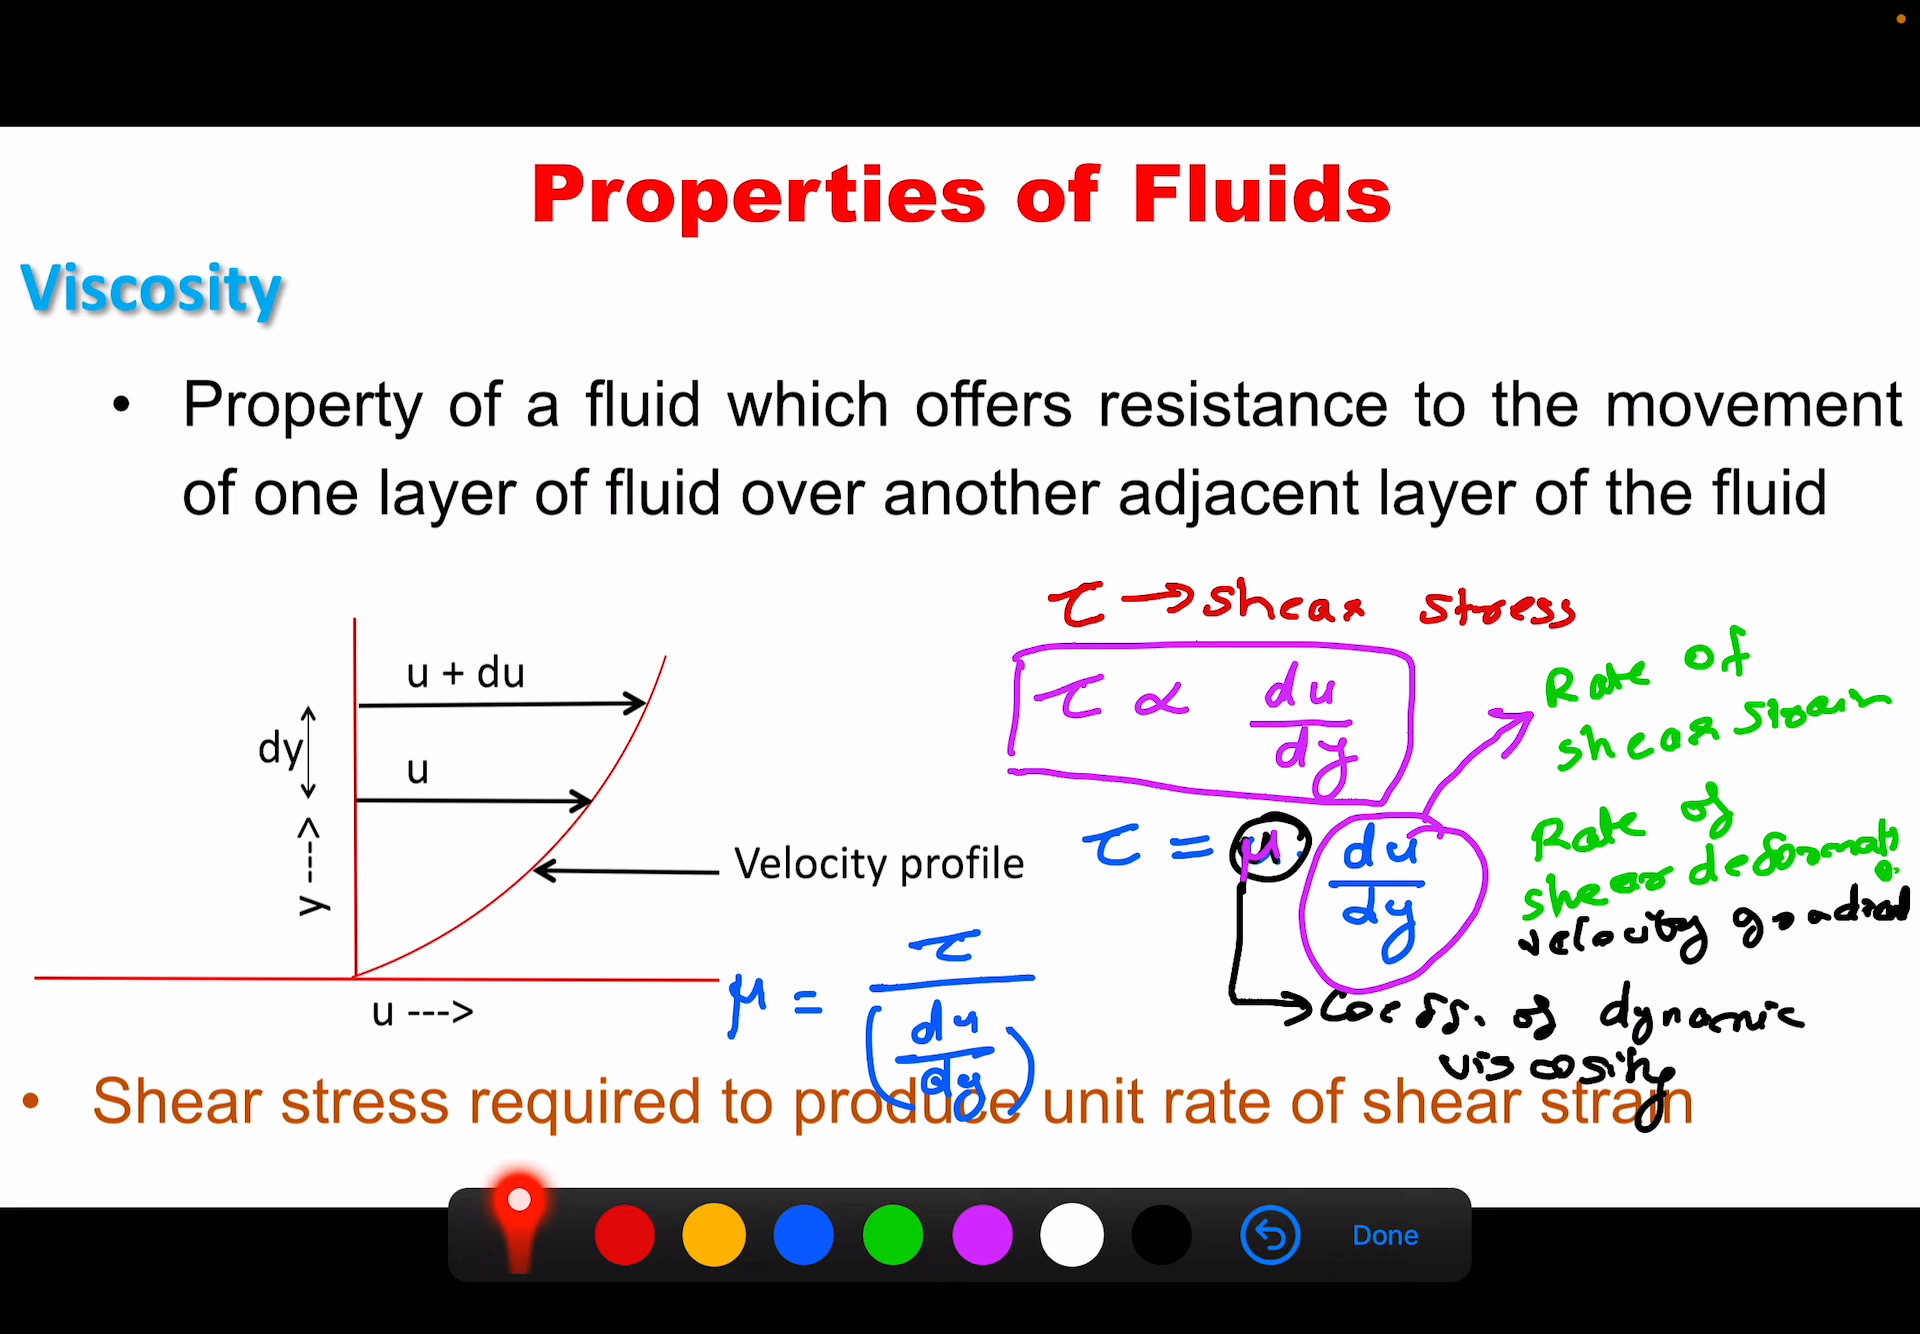 Properties of Fluids
Viscosity
• Property of a fluid which offers resistance to the movement
of one layer of fluid over another adjacent layer of the fluid
τ → shear stress
τ ∝ du/dy
Rate of
shear strain
u + du
dy
u
y ---->
Velocity profile
u --->
τ = μ. du/dy
Rate of
shear deformatio.
velocity gradient
μ = τ/(du/dy)
Coeff. of dynamic
viscosity
• Shear stress required to produce unit rate of shear strain
Done